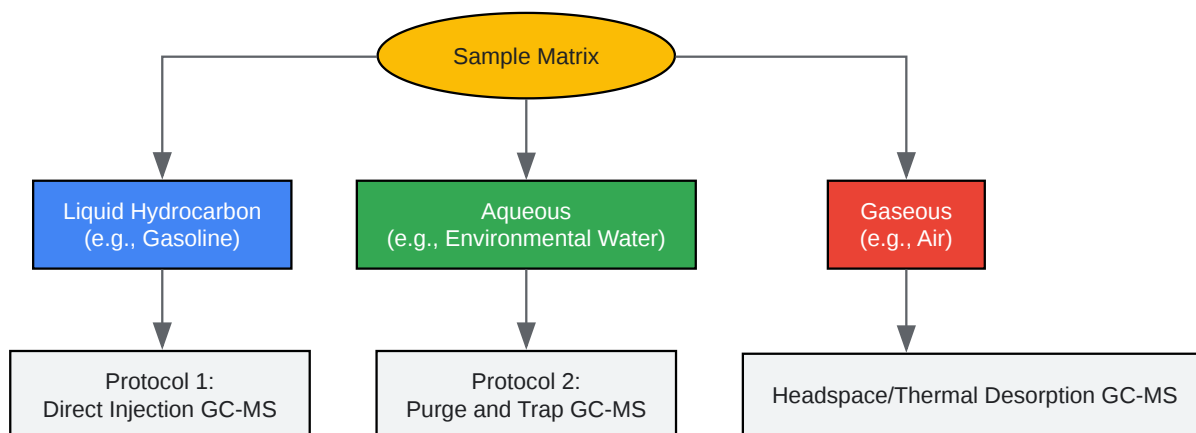 Sample Matrix
Liquid Hydrocarbon
(e.g., Gasoline)
Aqueous
(e.g., Environmental Water)
Gaseous
(e.g., Air)
Protocol 1:
Direct Injection GC-MS
Protocol 2:
Purge and Trap GC-MS
Headspace/Thermal Desorption GC-MS